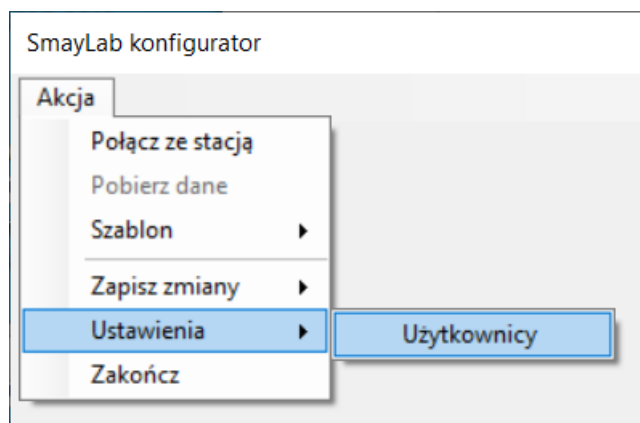 SmayLab konfigurator
Akcja
Połącz ze stacją
Pobierz dane
Szablon
Zapisz zmiany
Ustawienia
Użytkownicy
Zakończ